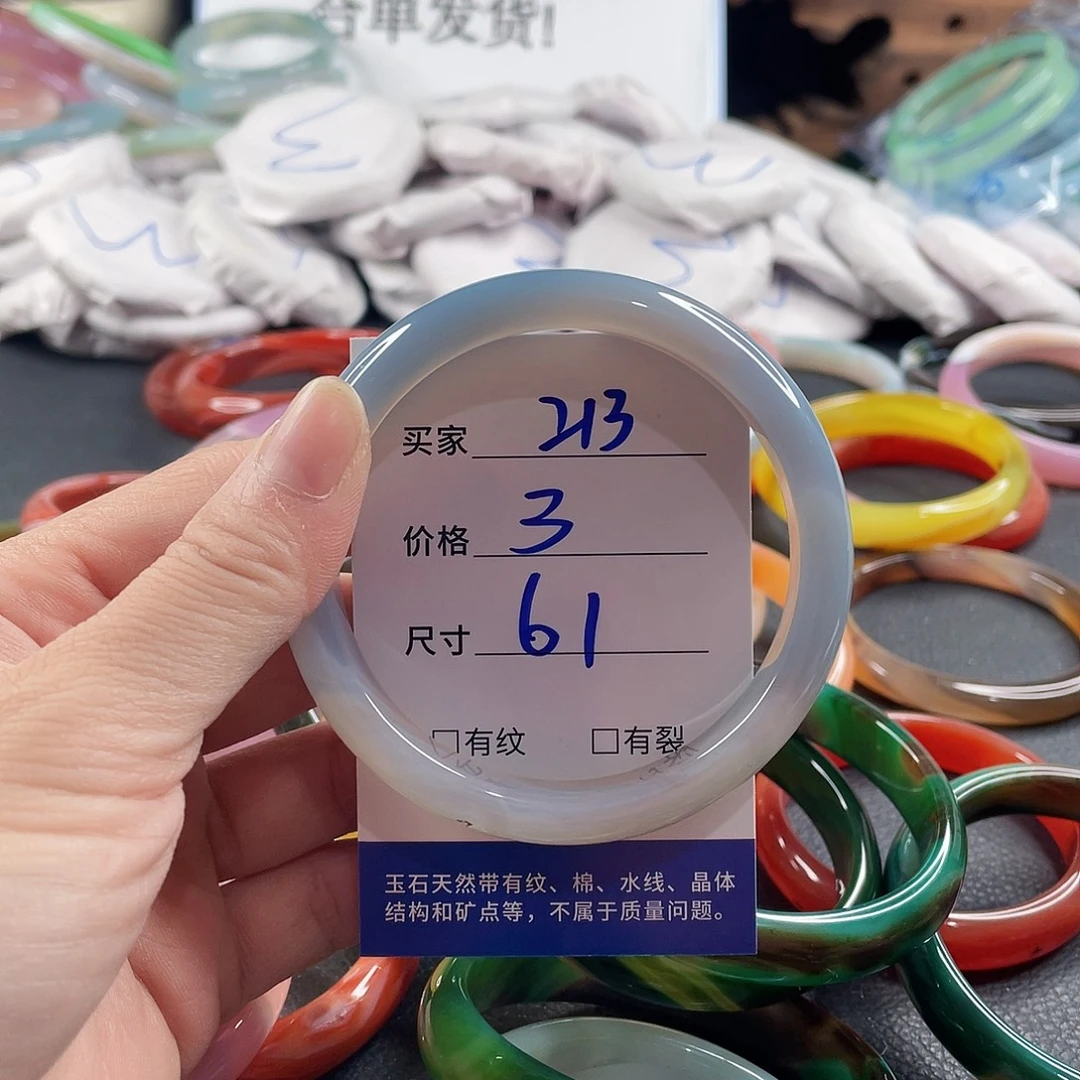 合单发货!
买家 213
价格 3
尺寸 61
□有纹 □有裂
玉石天然带有纹、棉、水线、晶体
结构和矿点等，不属于质量问题。